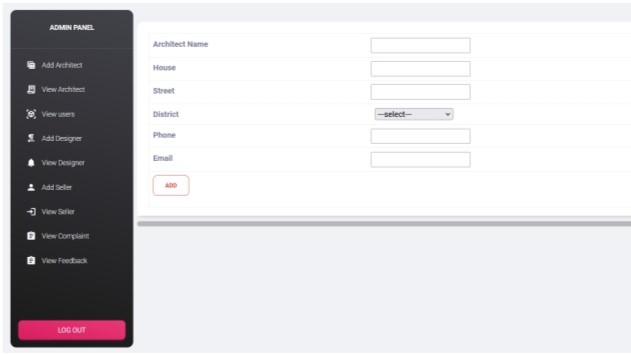 ADMIN PANEL
Add Architect
View Architect
View users
Add Designer
View Designer
Add Seller
View Seller
View Complaint
View Feedback
LOG OUT
Architect Name
House
Street
District
---select---
Phone
Email
ADD